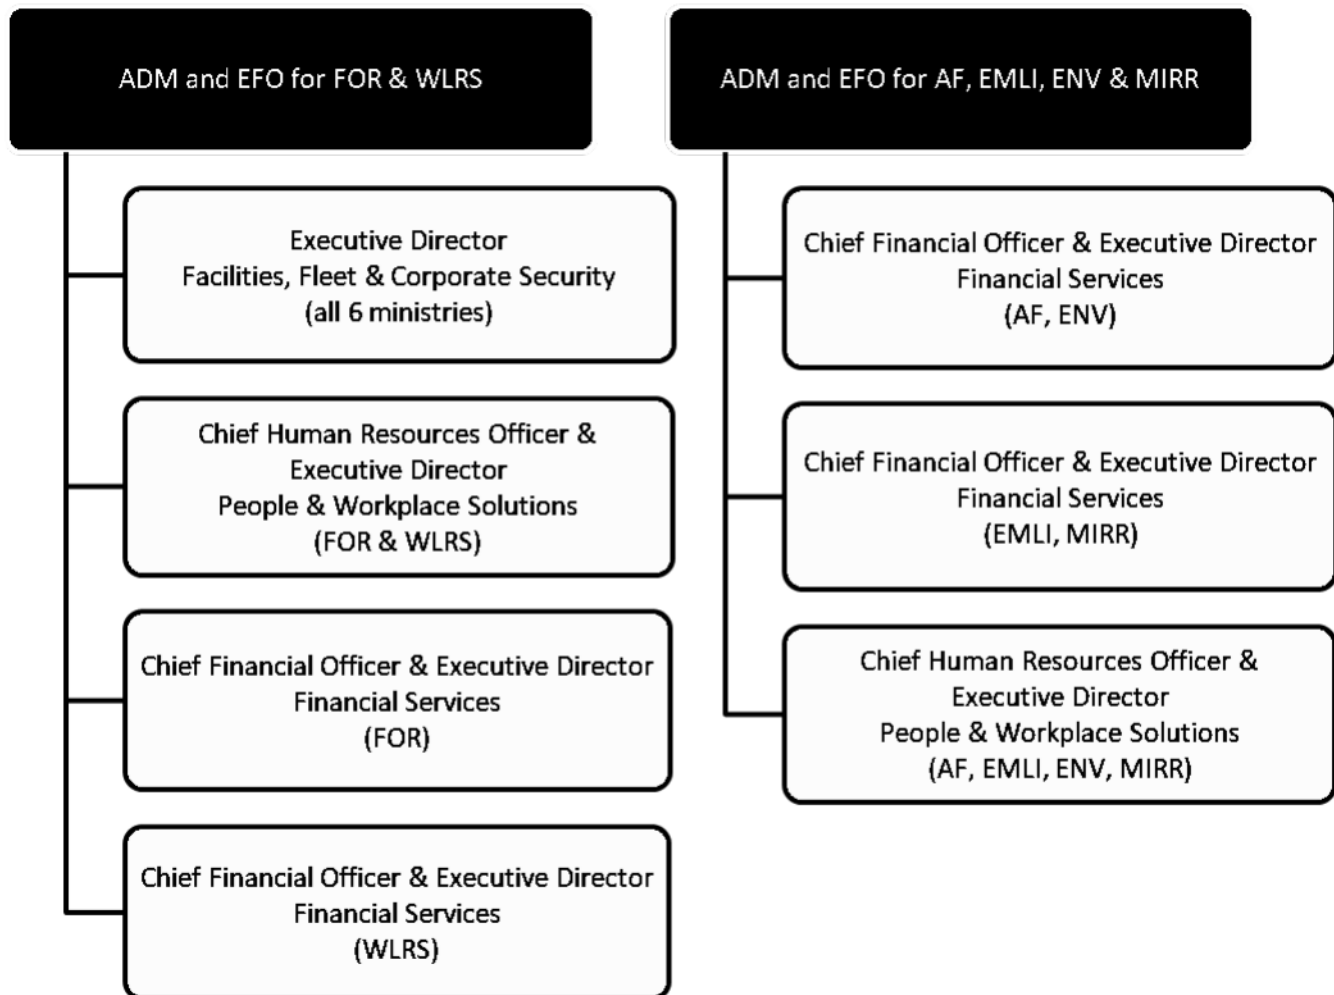 ADM and EFO for FOR & WLRS
Executive Director
Facilities, Fleet & Corporate Security
(all 6 ministries)
Chief Human Resources Officer &
Executive Director
People & Workplace Solutions
(FOR & WLRS)
Chief Financial Officer & Executive Director
Financial Services
(FOR)
Chief Financial Officer & Executive Director
Financial Services
(WLRS)
ADM and EFO for AF, EMLI, ENV & MIRR
Chief Financial Officer & Executive Director
Financial Services
(AF, ENV)
Chief Financial Officer & Executive Director
Financial Services
(EMLI, MIRR)
Chief Human Resources Officer &
Executive Director
People & Workplace Solutions
(AF, EMLI, ENV, MIRR)